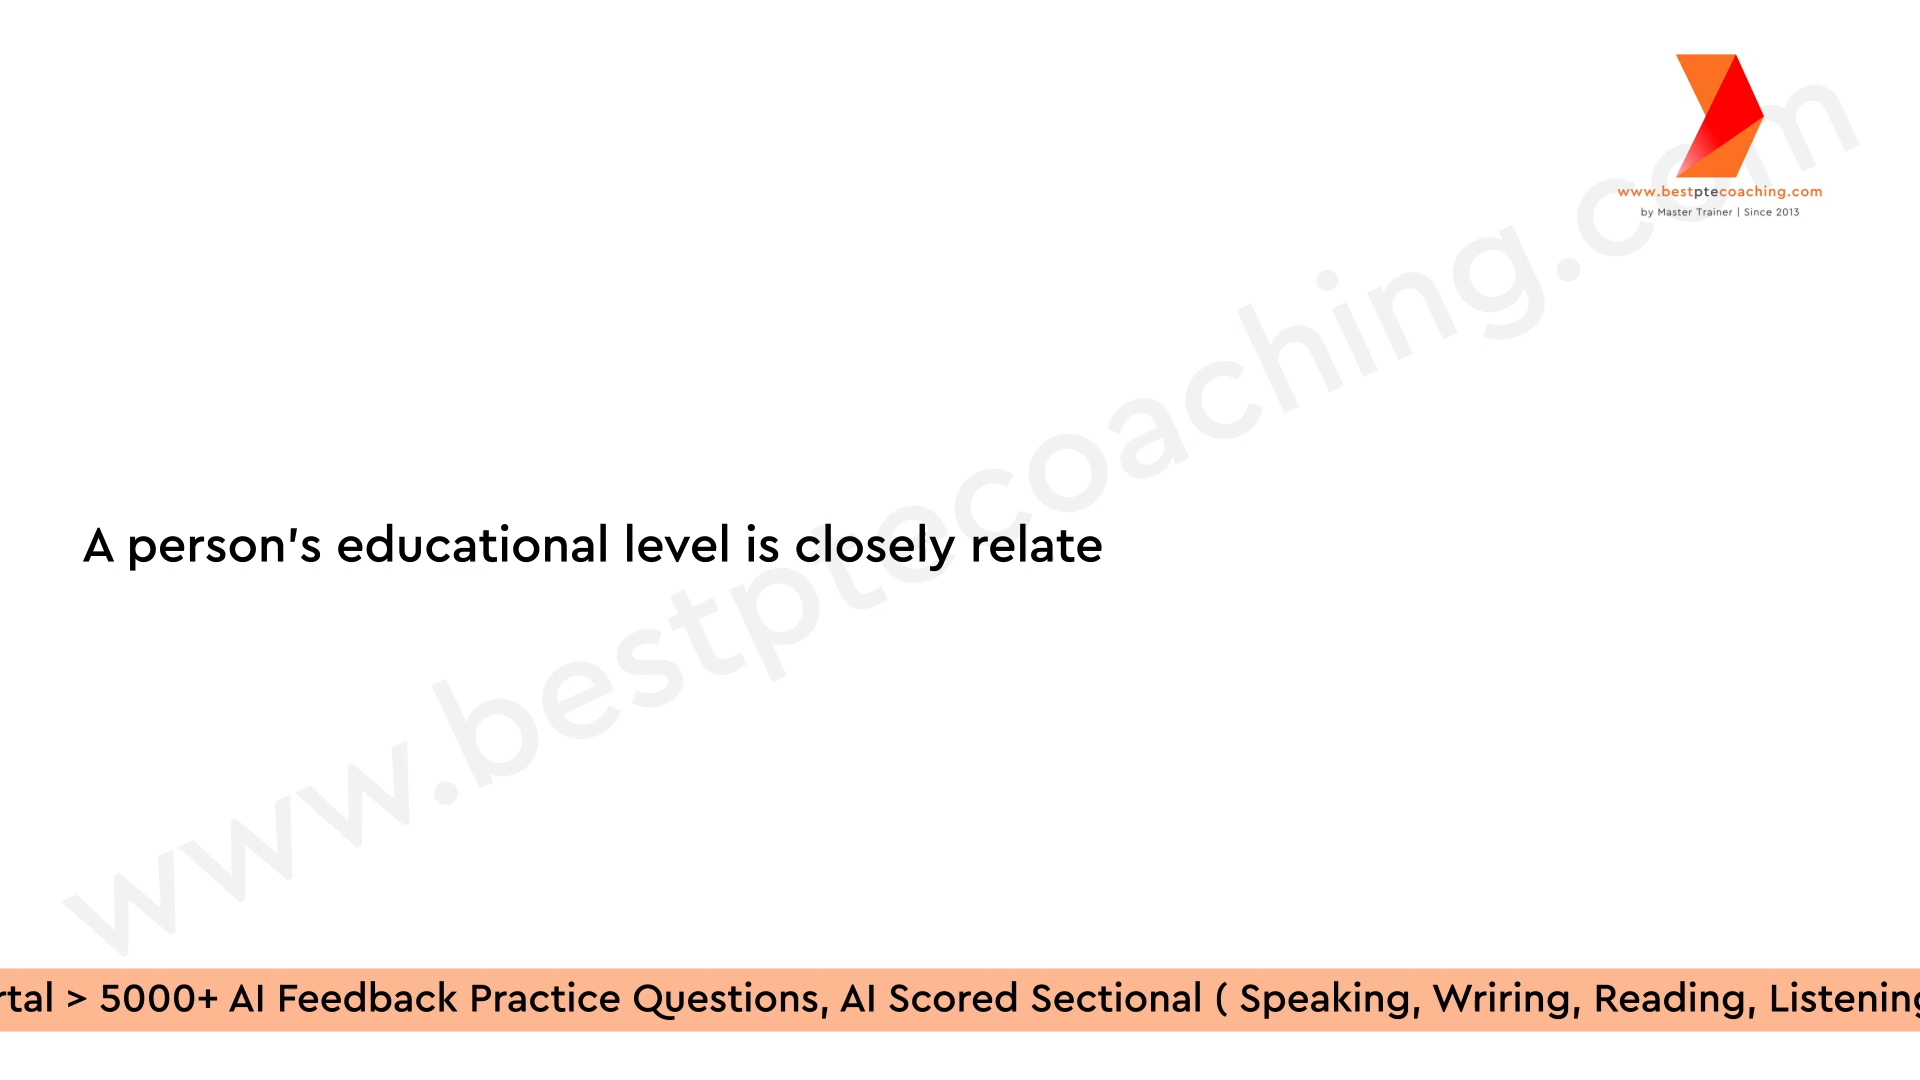 www.bestptecoaching.com
by Master Trainer | Since 2013
www.bestptecoaching.com
A person's educational level is closely relate
rtal > 5000+ AI Feedback Practice Questions, AI Scored Sectional ( Speaking, Wriring, Reading, Listening